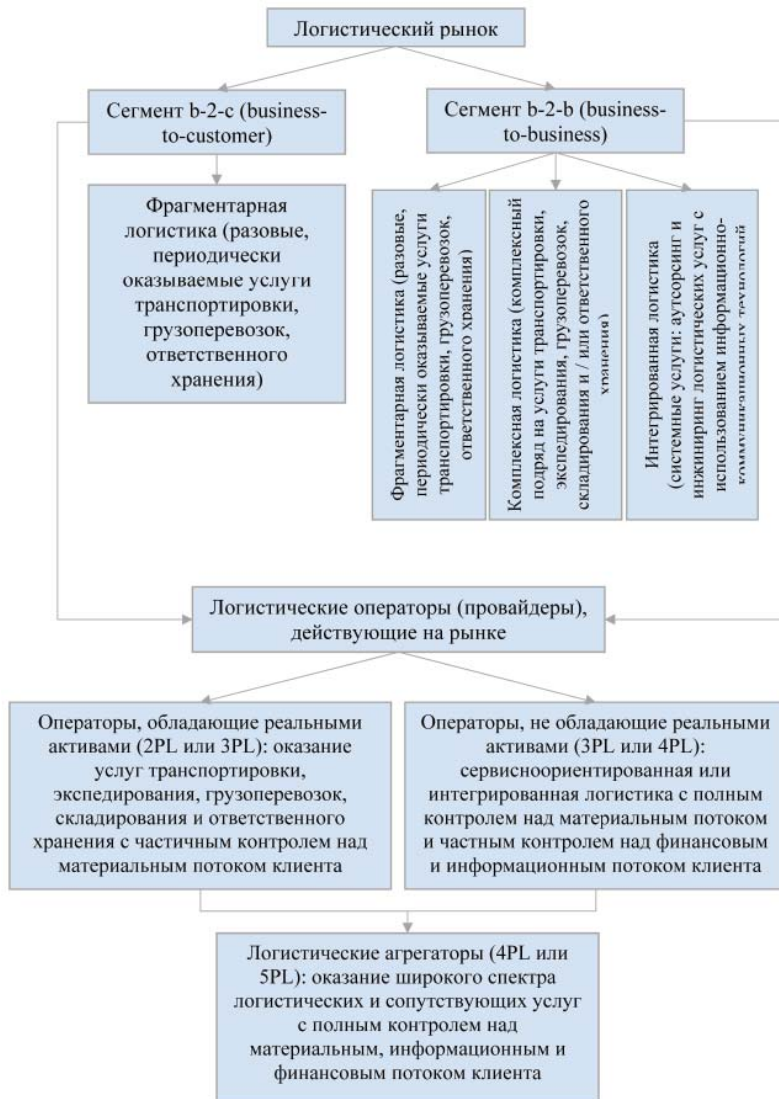 Логистический рынок
Сегмент b-2-c (business-
to-customer)
Сегмент b-2-b (business-
to-business)
Фрагментарная
логистика (разовые,
периодически
оказываемые услуги
транспортировки,
грузоперевозок,
ответственного
хранения)
Фрагментарная логистика (разовые,
периодически оказываемые услуги
транспортировки, грузоперевозок,
ответственного хранения)
Комплексная логистика (комплексный
подряд на услуги транспортировки,
экспедирования, грузоперевозок,
складирования и / или ответственного
хранения)
Интегрированная логистика
(системные услуги: аутсорсинг и
инжиниринг логистических услуг с
использованием информационно-
коммуникационных технологий
Логистические операторы (провайдеры),
действующие на рынке
Операторы, обладающие реальными
активами (2PL или 3PL): оказание
услуг транспортировки,
экспедирования, грузоперевозок,
складирования и ответственного
хранения с частичным контролем над
материальным потоком клиента
Операторы, не обладающие реальными
активами (3PL или 4PL):
сервисноориентированная или
интегрированная логистика с полным
контролем над материальным потоком
и частным контролем над финансовым
и информационным потоком клиента
Логистические агрегаторы (4PL или
5PL): оказание широкого спектра
логистических и сопутствующих услуг
с полным контролем над
материальным, информационным и
финансовым потоком клиента